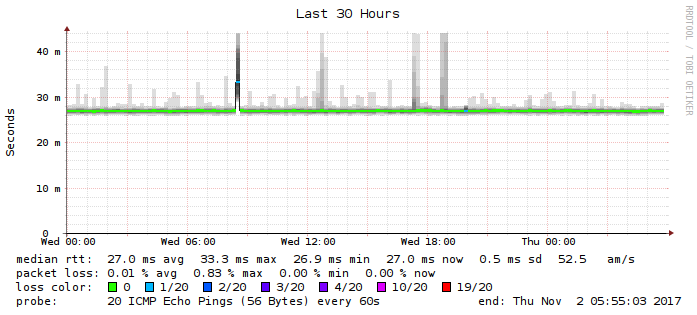 Last 30 Hours
RRDTOOL / TOBI OETIKER
Seconds
40 m
30 m
20 m
10 m
0
Wed 00:00 Wed 06:00 Wed 12:00 Wed 18:00 Thu 00:00
median rtt: 27.0 ms avg 33.3 ms max 26.9 ms min 27.0 ms now 0.5 ms sd 52.5 am/s
packet loss: 0.01 % avg 0.83 % max 0.00 % min 0.00 % now
loss color: 0 1/20 2/20 3/20 4/20 10/20 19/20
probe: 20 ICMP Echo Pings (56 Bytes) every 60s end: Thu Nov 2 05:55:03 2017